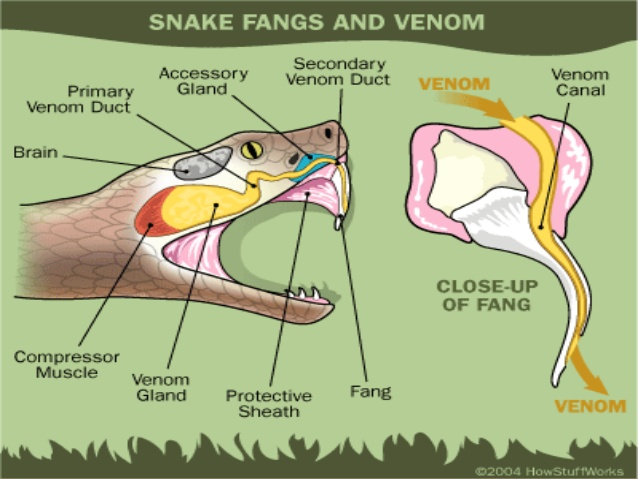 SNAKE FANGS AND VENOM
Secondary
Venom Duct
Accessory
Gland
Primary
Venom Duct
Brain
VENOM
Venom
Canal
CLOSE-UP
OF FANG
Compressor
Muscle
Venom
Gland
Protective
Sheath
Fang
VENOM
©2004 HowStuffWorks